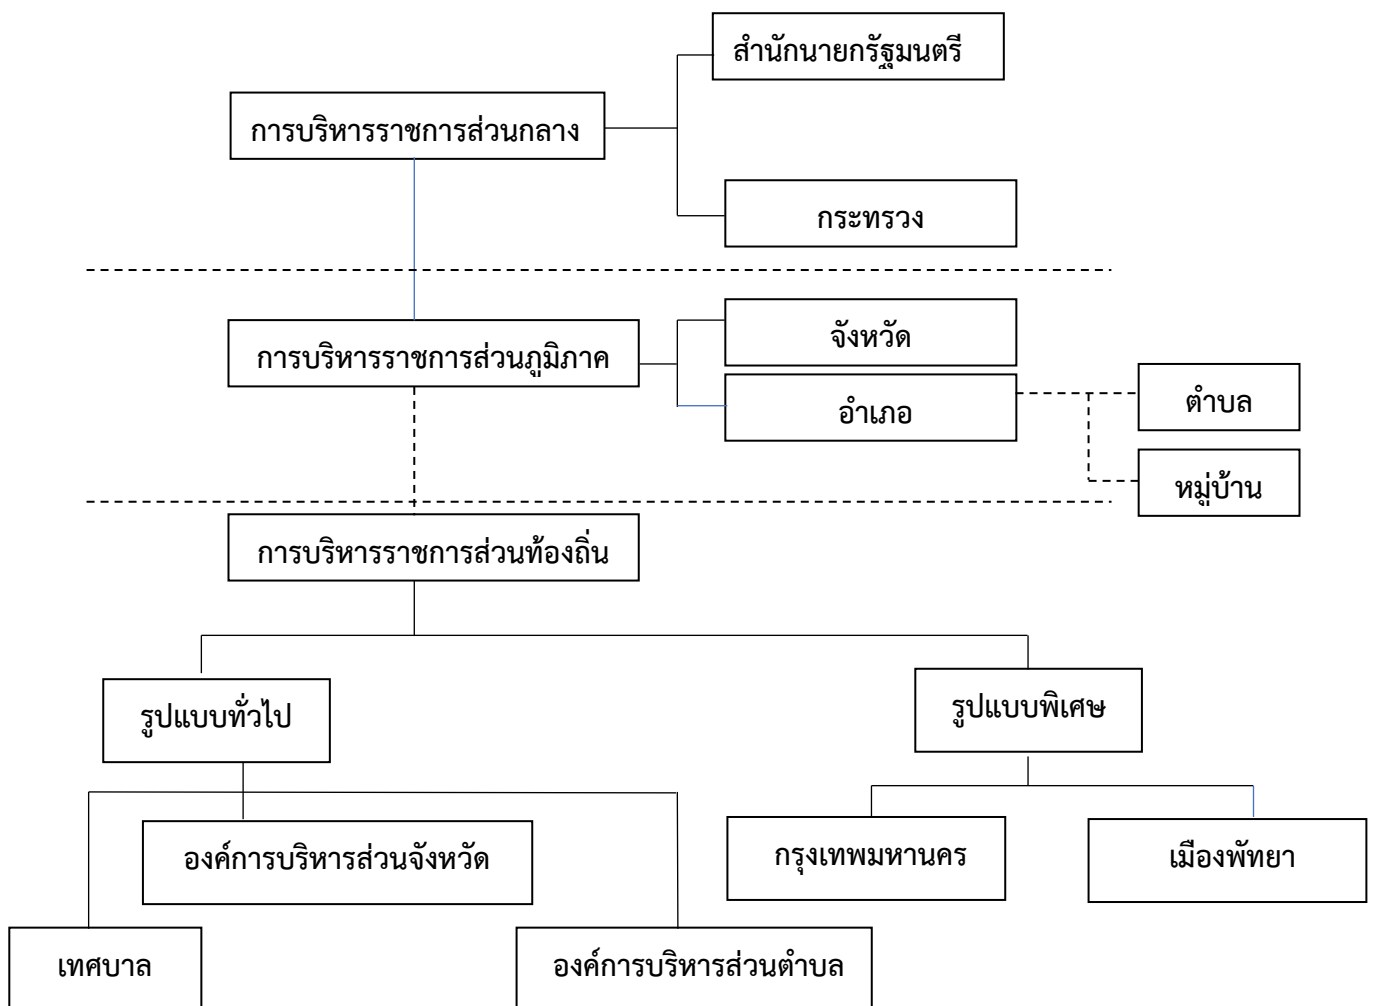 สำนักนายกรัฐมนตรี
การบริหารราชการส่วนกลาง
กระทรวง
จังหวัด
การบริหารราชการส่วนภูมิภาค
อำเภอ
ตำบล
หมู่บ้าน
การบริหารราชการส่วนท้องถิ่น
รูปแบบทั่วไป
รูปแบบพิเศษ
องค์การบริหารส่วนจังหวัด
กรุงเทพมหานคร
เมืองพัทยา
เทศบาล
องค์การบริหารส่วนตำบล